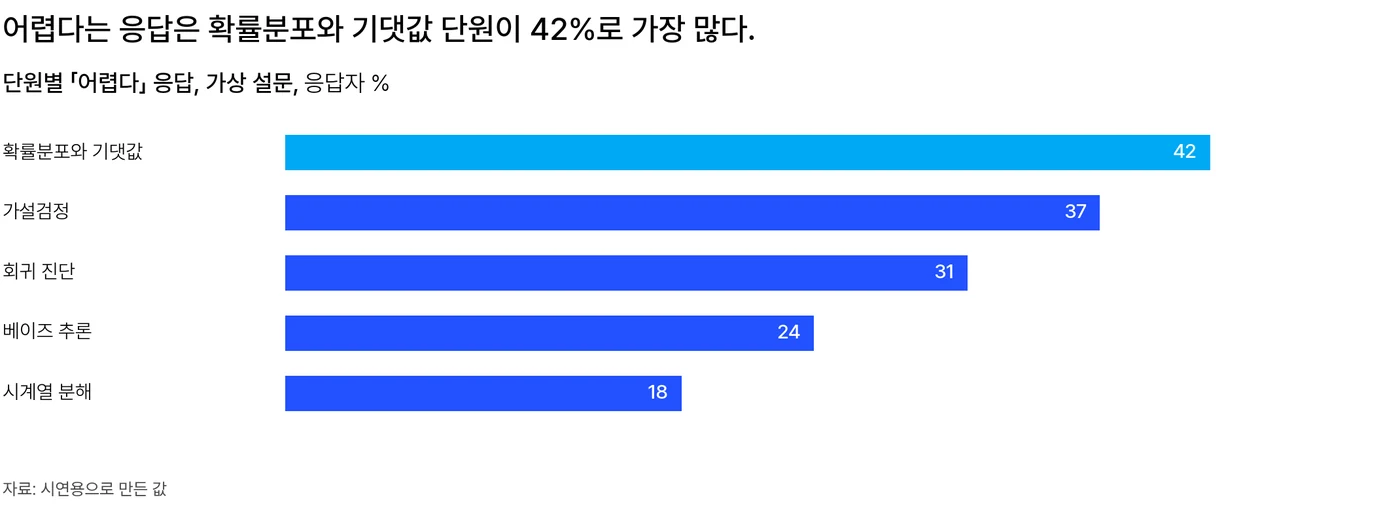 어렵다는 응답은 확률분포와 기댓값 단원이 42%로 가장 많다.
단원별 「어렵다」 응답, 가상 설문, 응답자 %
확률분포와 기댓값 42
가설검정 37
회귀 진단 31
베이즈 추론 24
시계열 분해 18
자료: 시연용으로 만든 값